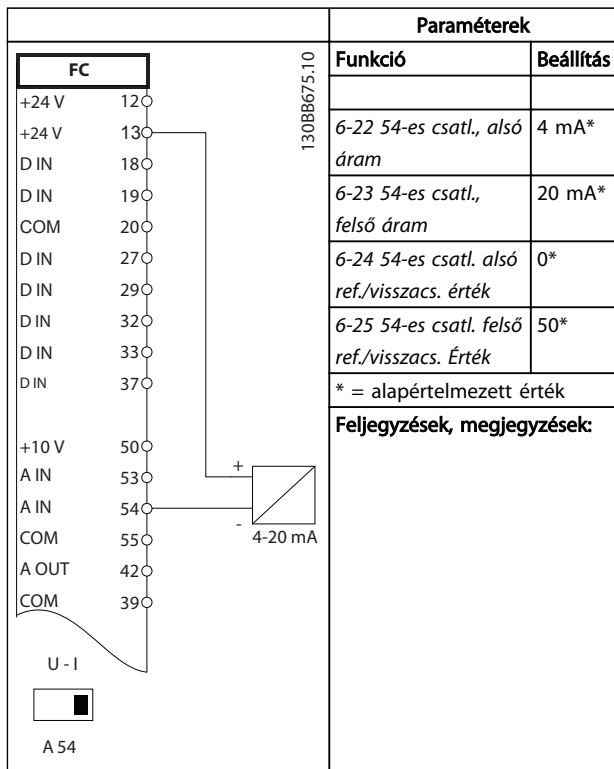 FC
+24 V 12
+24 V 13
D IN 18
D IN 19
COM 20
D IN 27
D IN 29
D IN 32
D IN 33
D IN 37
+10 V 50
A IN 53
A IN 54
COM 55
A OUT 42
COM 39
U - I
A 54
+
-
4-20 mA
130BB675.10
Paraméterek
Funkció Beállítás
6-22 54-es csatl., alsó 4 mA*
áram
6-23 54-es csatl., 20 mA*
felső áram
6-24 54-es csatl. alsó 0*
ref./visszacs. érték
6-25 54-es csatl. felső 50*
ref./visszacs. Érték
* = alapértelmezett érték
Feljegyzések, megjegyzések: